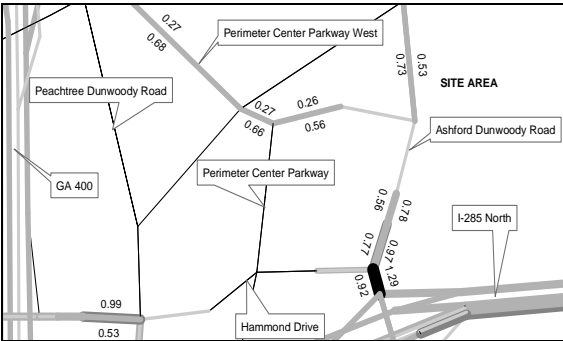 0.27
0.68
Perimeter Center Parkway West
0.53
0.73
SITE AREA
Peachtree Dunwoody Road
0.27
0.26
0.66
0.56
Ashford Dunwoody Road
GA 400
Perimeter Center Parkway
0.56
0.78
I-285 North
0.77
0.97
1.29
0.92
0.99
0.53
Hammond Drive